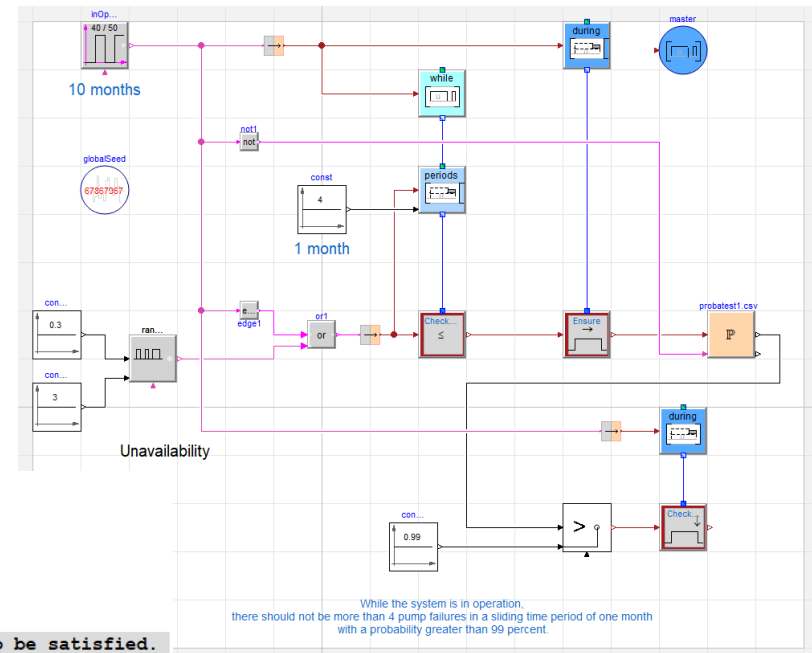 inOp...
40 / 50
10 months
during
master
while
not1
not
globalSeed
67867967
const
4
1 month
periods
con...
0.3
ran...
con...
3
e...
edge1
or1
or
Check...
≤
Ensure
→
probatest1.csv
ℙ
Unavailability
during
con...
0.99
>
Check...
While the system is in operation,
there should not be more than 4 pump failures in a sliding time period of one month
with a probability greater than 99 percent.
o be satisfied.